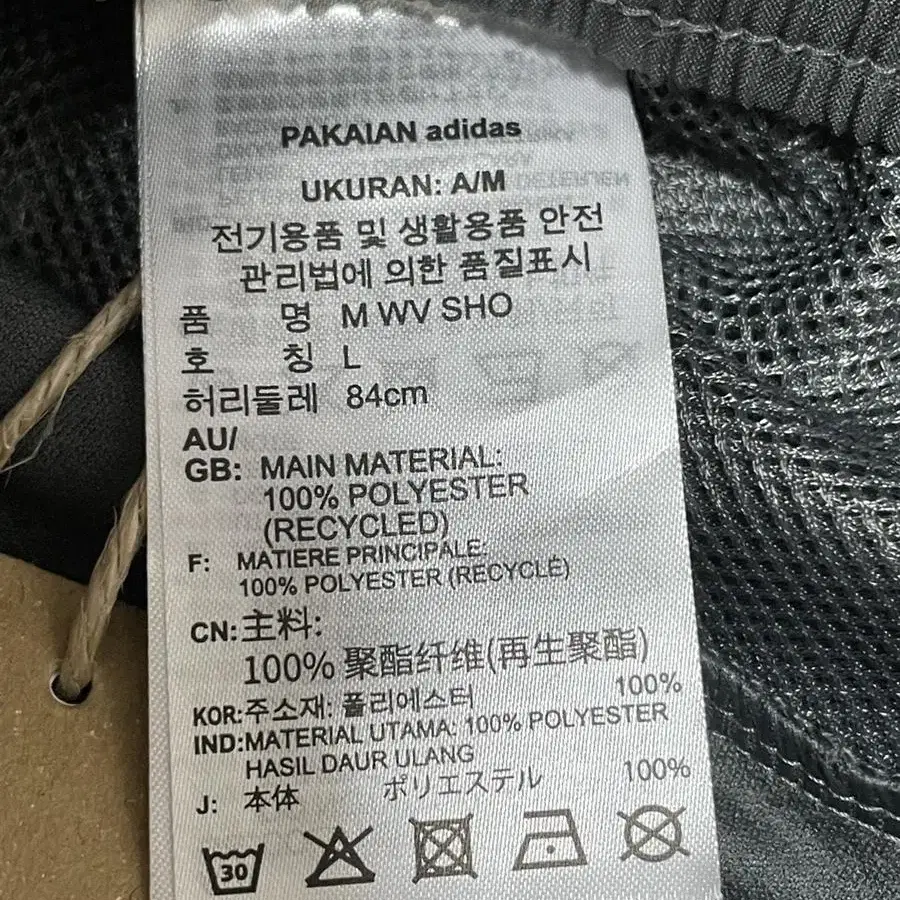 PAKAIAN adidas
UKURAN: A/M
전기용품 및 생활용품 안전
관리법에 의한 품질표시
품 명 M WV SHO
호 칭 L
허리둘레 84cm
AU/
GB: MAIN MATERIAL:
100% POLYESTER
(RECYCLED)
F: MATIERE PRINCIPALE:
100% POLYESTER (RECYCLÉ)
CN:主料:
100% 聚酯纤维(再生聚酯)
KOR:주소재: 폴리에스터 100%
IND:MATERIAL UTAMA: 100% POLYESTER
HASIL DAUR ULANG
J: 本体 ポリエステル 100%
30